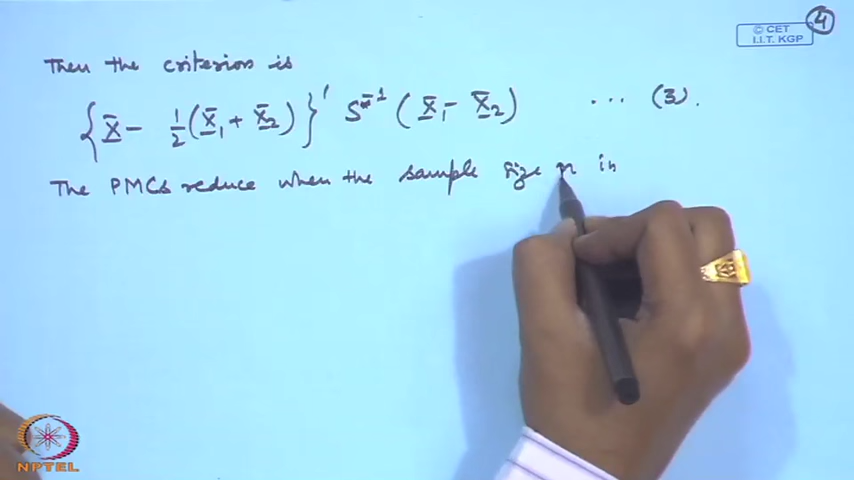 © CET
I.I.T. KGP
4
Then the criterion is
{X̄ − 1/2 (X̄₁ + X̄₂)}′ S*⁻¹ (X̄₁ − X̄₂) ... (3).
The PMCs reduce when the sample size n in
NPTEL